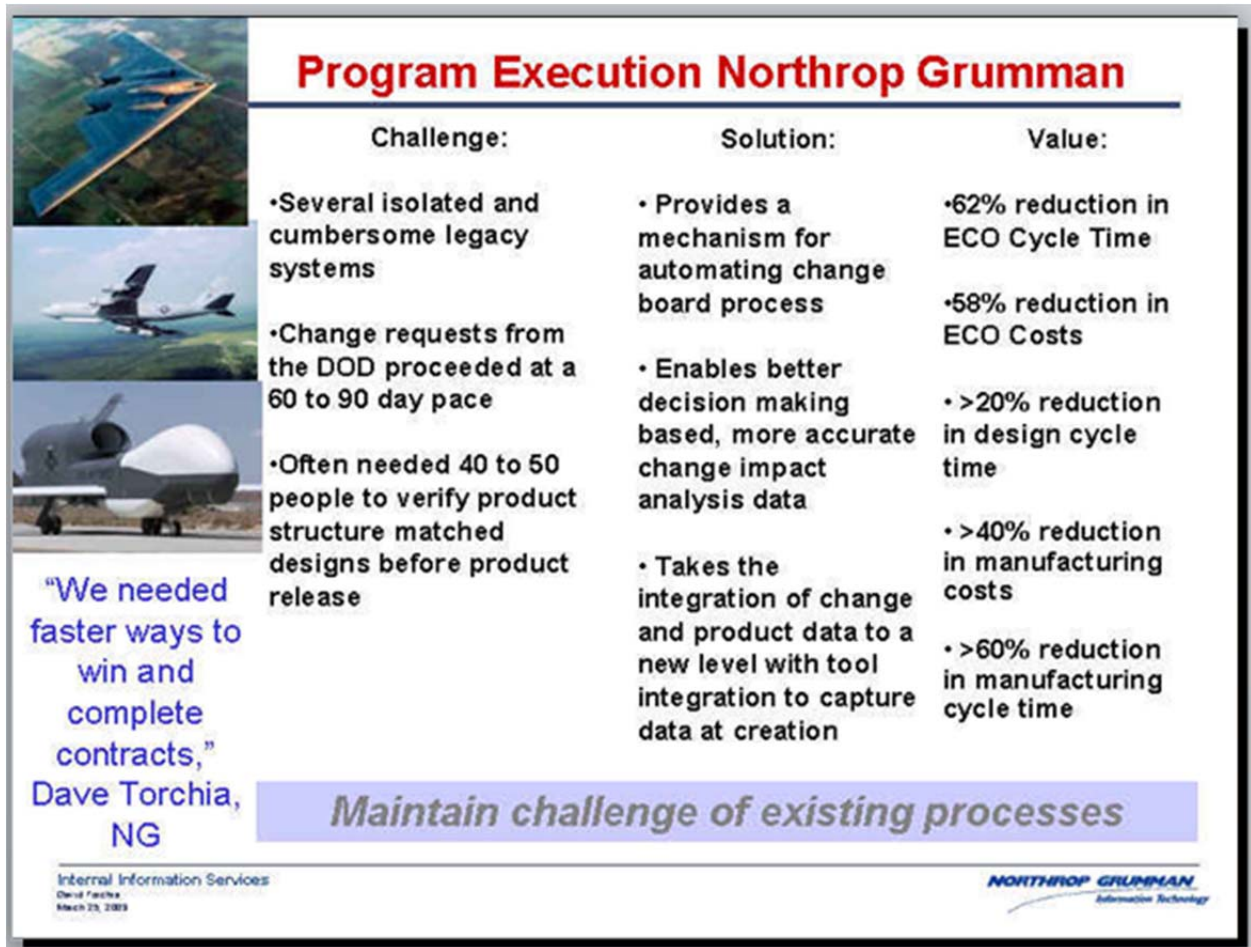 Program Execution Northrop Grumman
Challenge:
•Several isolated and
cumbersome legacy
systems
•Change requests from
the DOD proceeded at a
60 to 90 day pace
•Often needed 40 to 50
people to verify product
structure matched
designs before product
release
Solution:
• Provides a
mechanism for
automating change
board process
• Enables better
decision making
based, more accurate
change impact
analysis data
• Takes the
integration of change
and product data to a
new level with tool
integration to capture
data at creation
Value:
•62% reduction in
ECO Cycle Time
•58% reduction in
ECO Costs
• >20% reduction
in design cycle
time
• >40% reduction
in manufacturing
costs
• >60% reduction
in manufacturing
cycle time
“We needed
faster ways to
win and
complete
contracts,”
Dave Torchia,
NG
Maintain challenge of existing processes
Internal Information Services
David Torchia
March
NORTHROP GRUMMAN
Information Technology